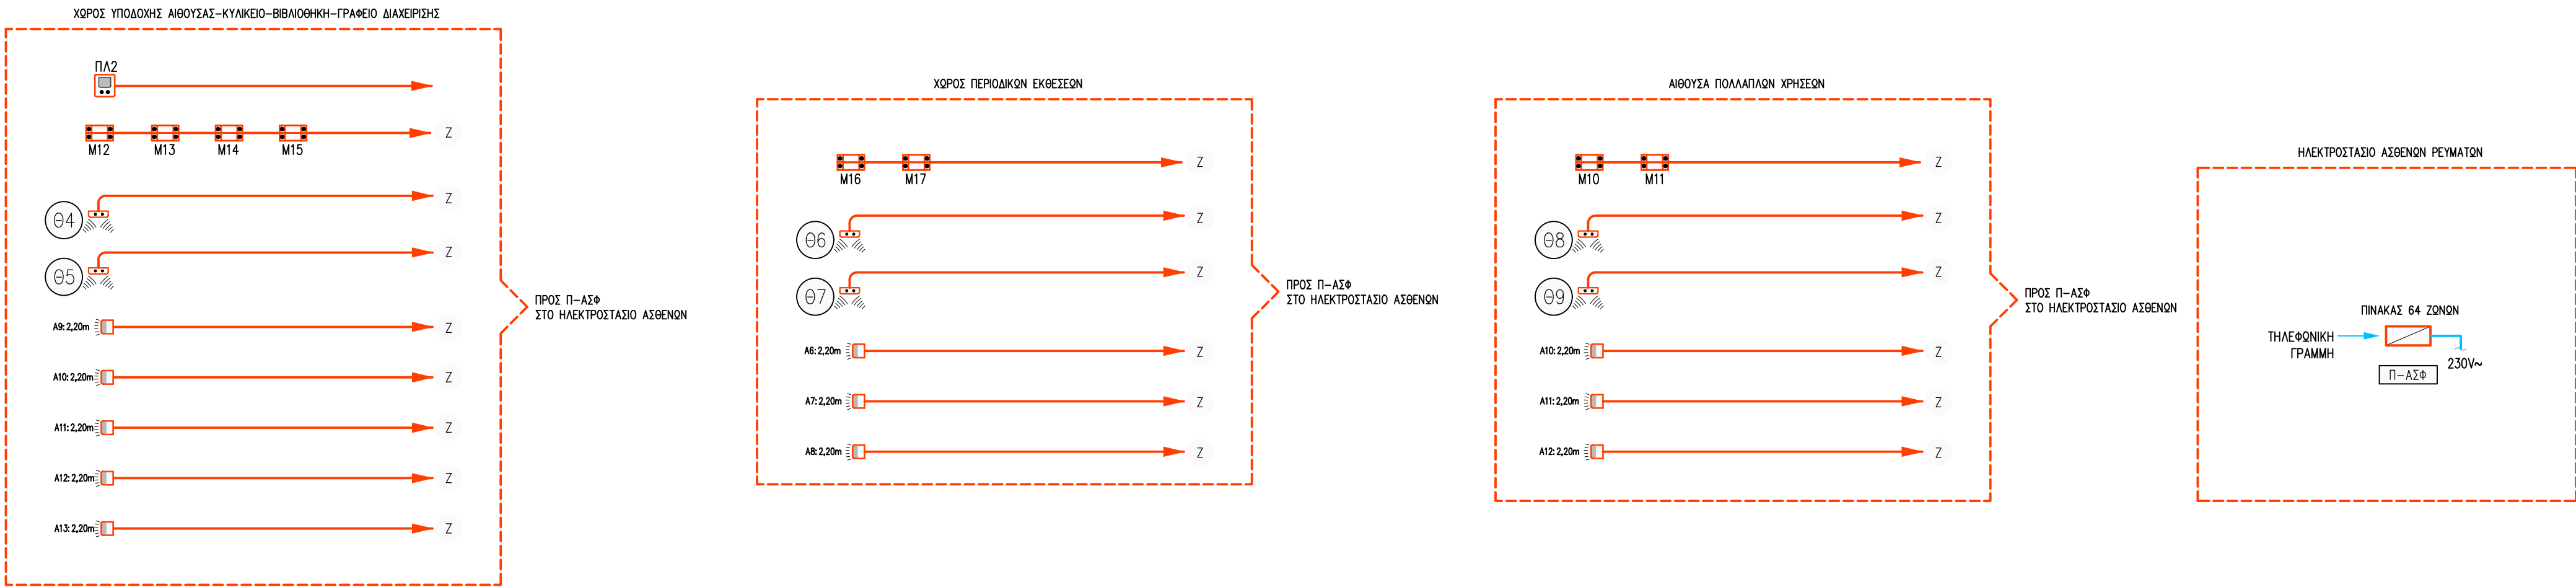 ΧΩΡΟΣ ΥΠΟΔΟΧΗΣ ΑΙΘΟΥΣΑΣ-ΚΥΛΙΚΕΙΟ-ΒΙΒΛΙΟΘΗΚΗ-ΓΡΑΦΕΙΟ ΔΙΑΧΕΙΡΙΣΗΣ
ΠΛ2
Z
M12 M13 M14 M15
Z
Θ4
Z
Θ5
A9: 2,20m Z
A10: 2,20m Z
A11: 2,20m Z
A12: 2,20m Z
A13: 2,20m Z
ΠΡΟΣ Π-ΑΣΦ
ΣΤΟ ΗΛΕΚΤΡΟΣΤΑΣΙΟ ΑΣΘΕΝΩΝ
ΧΩΡΟΣ ΠΕΡΙΟΔΙΚΩΝ ΕΚΘΕΣΕΩΝ
Z
M16 M17
Z
Θ6
Z
Θ7
A6: 2,20m Z
A7: 2,20m Z
A8: 2,20m Z
ΠΡΟΣ Π-ΑΣΦ
ΣΤΟ ΗΛΕΚΤΡΟΣΤΑΣΙΟ ΑΣΘΕΝΩΝ
ΑΙΘΟΥΣΑ ΠΟΛΛΑΠΛΩΝ ΧΡΗΣΕΩΝ
Z
M10 M11
Z
Θ8
Z
Θ9
A10: 2,20m Z
A11: 2,20m Z
A12: 2,20m Z
ΠΡΟΣ Π-ΑΣΦ
ΣΤΟ ΗΛΕΚΤΡΟΣΤΑΣΙΟ ΑΣΘΕΝΩΝ
ΗΛΕΚΤΡΟΣΤΑΣΙΟ ΑΣΘΕΝΩΝ ΡΕΥΜΑΤΩΝ
ΠΙΝΑΚΑΣ 64 ΖΩΝΩΝ
ΤΗΛΕΦΩΝΙΚΗ
ΓΡΑΜΜΗ
230V~
Π-ΑΣΦ